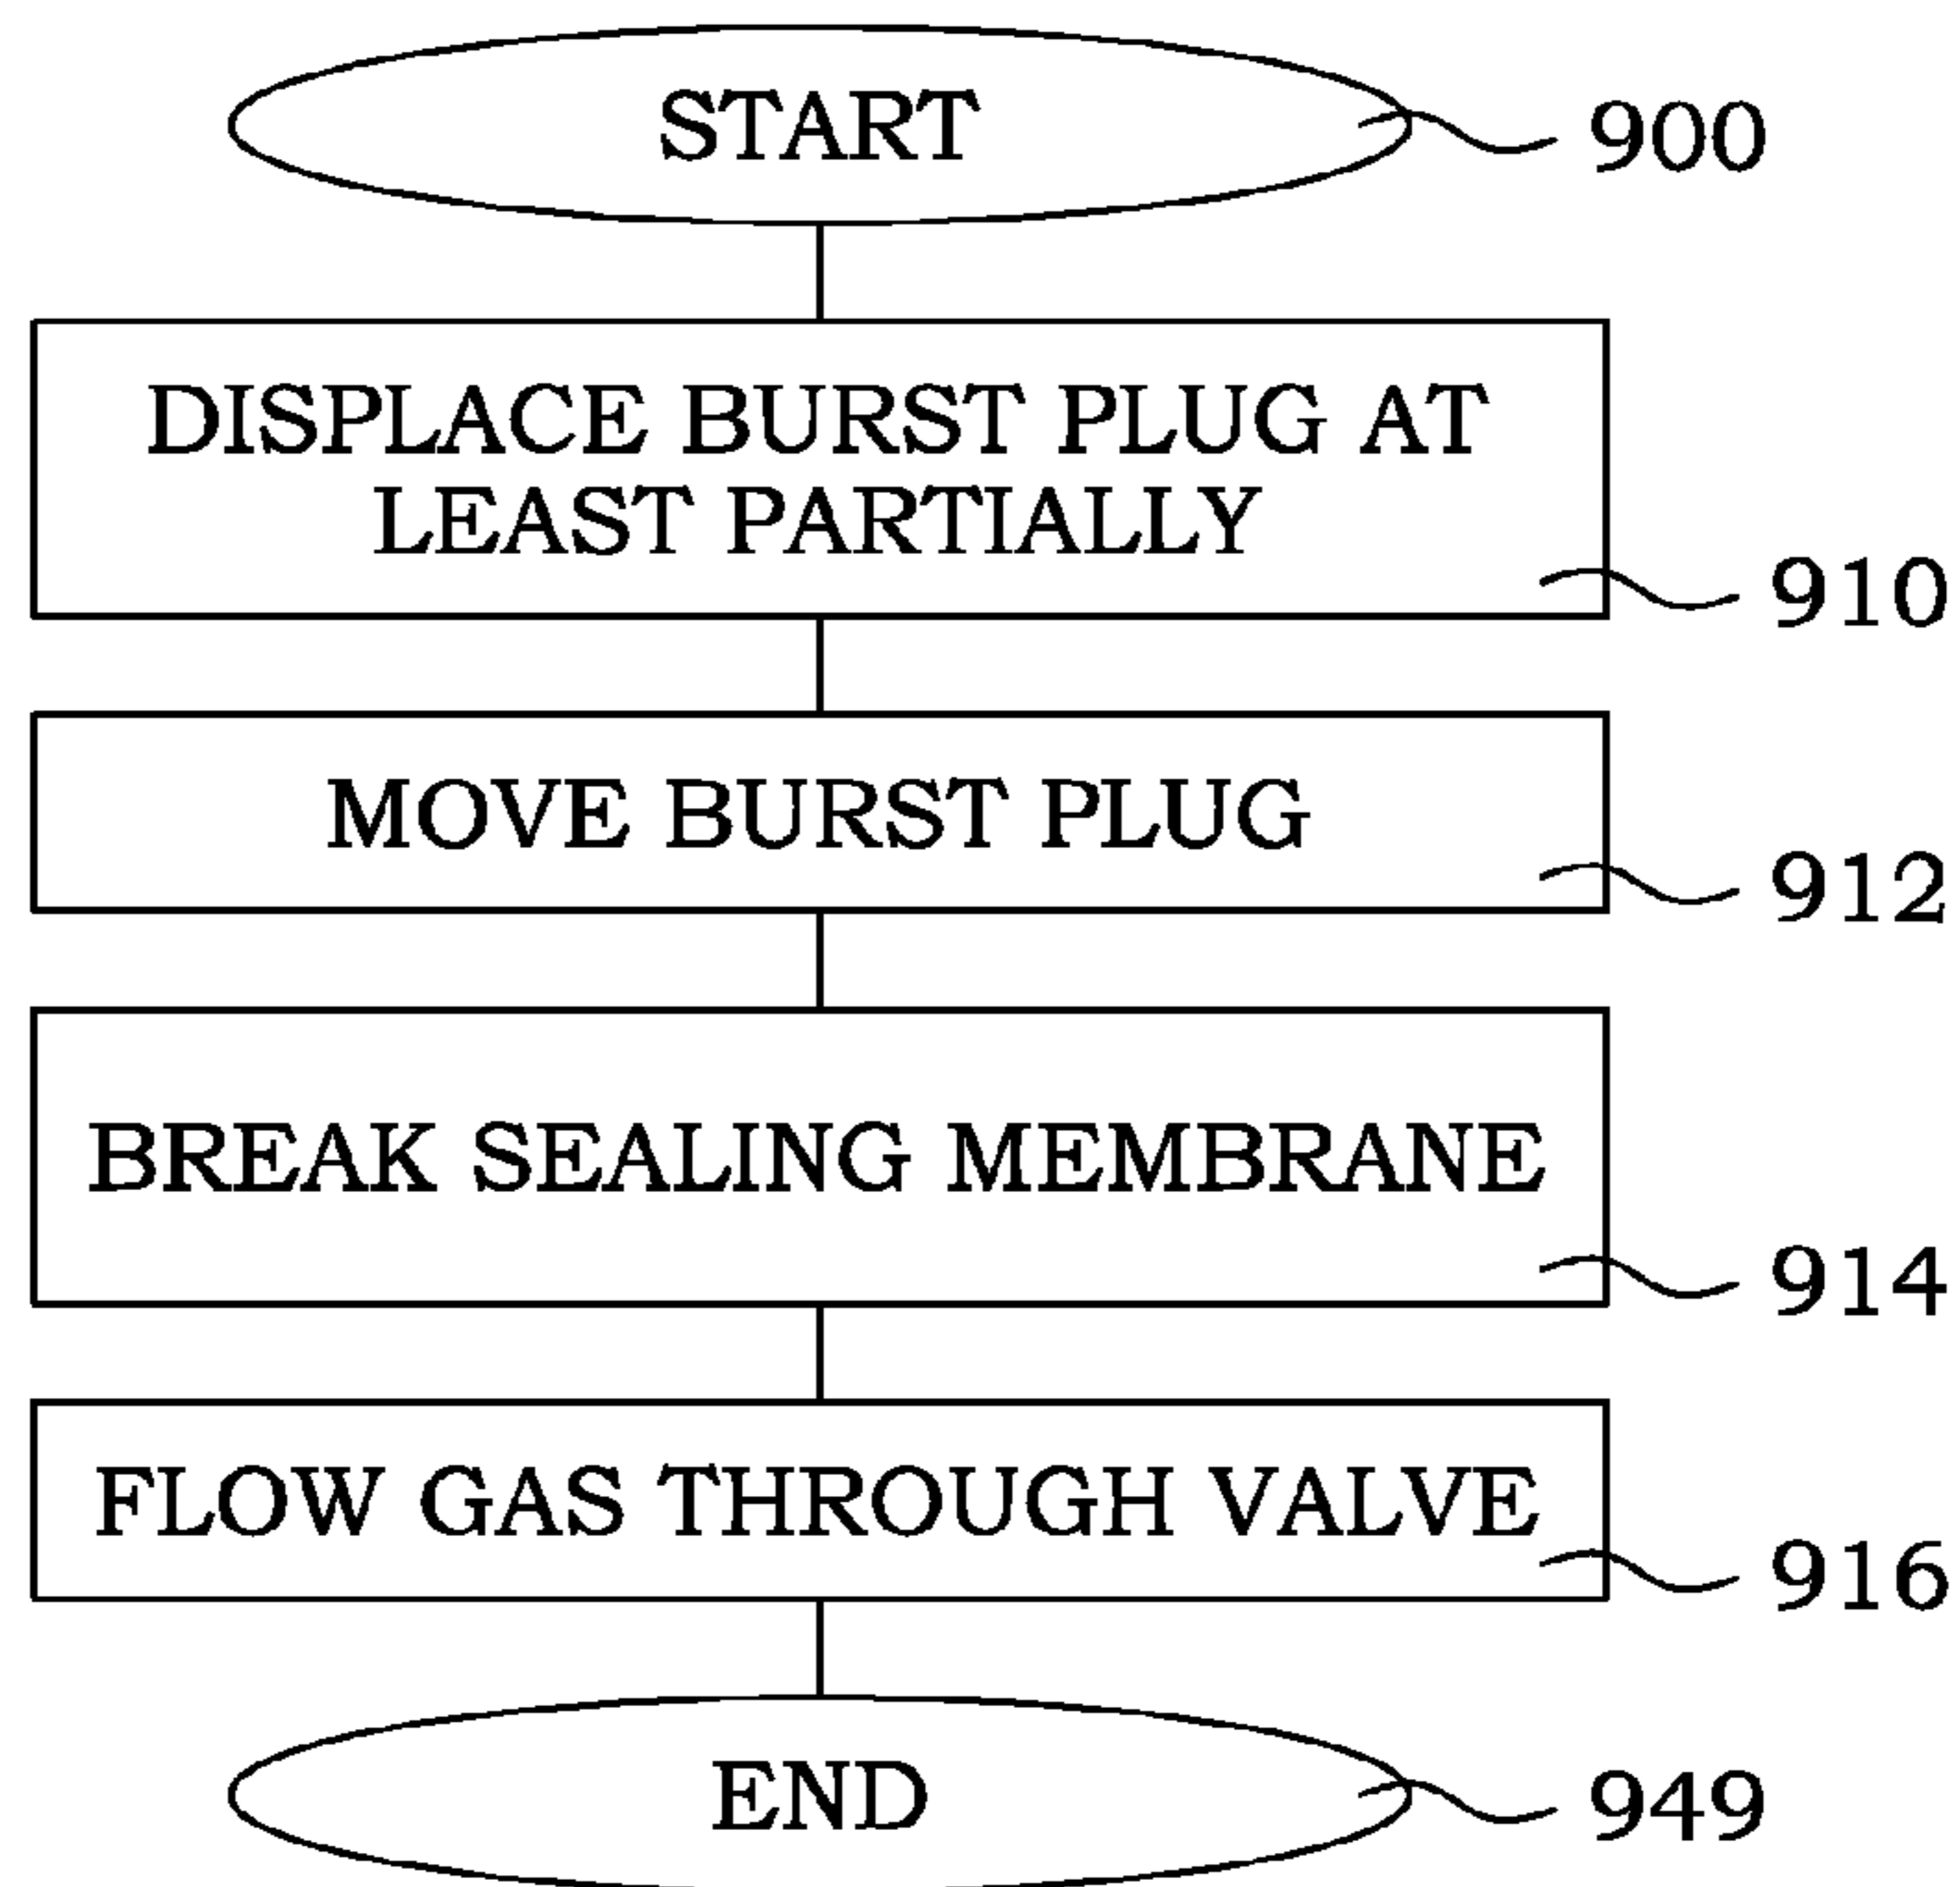 START
900
DISPLACE BURST PLUG AT
LEAST PARTIALLY
910
MOVE BURST PLUG
912
BREAK SEALING MEMBRANE
914
FLOW GAS THROUGH VALVE
916
END
949